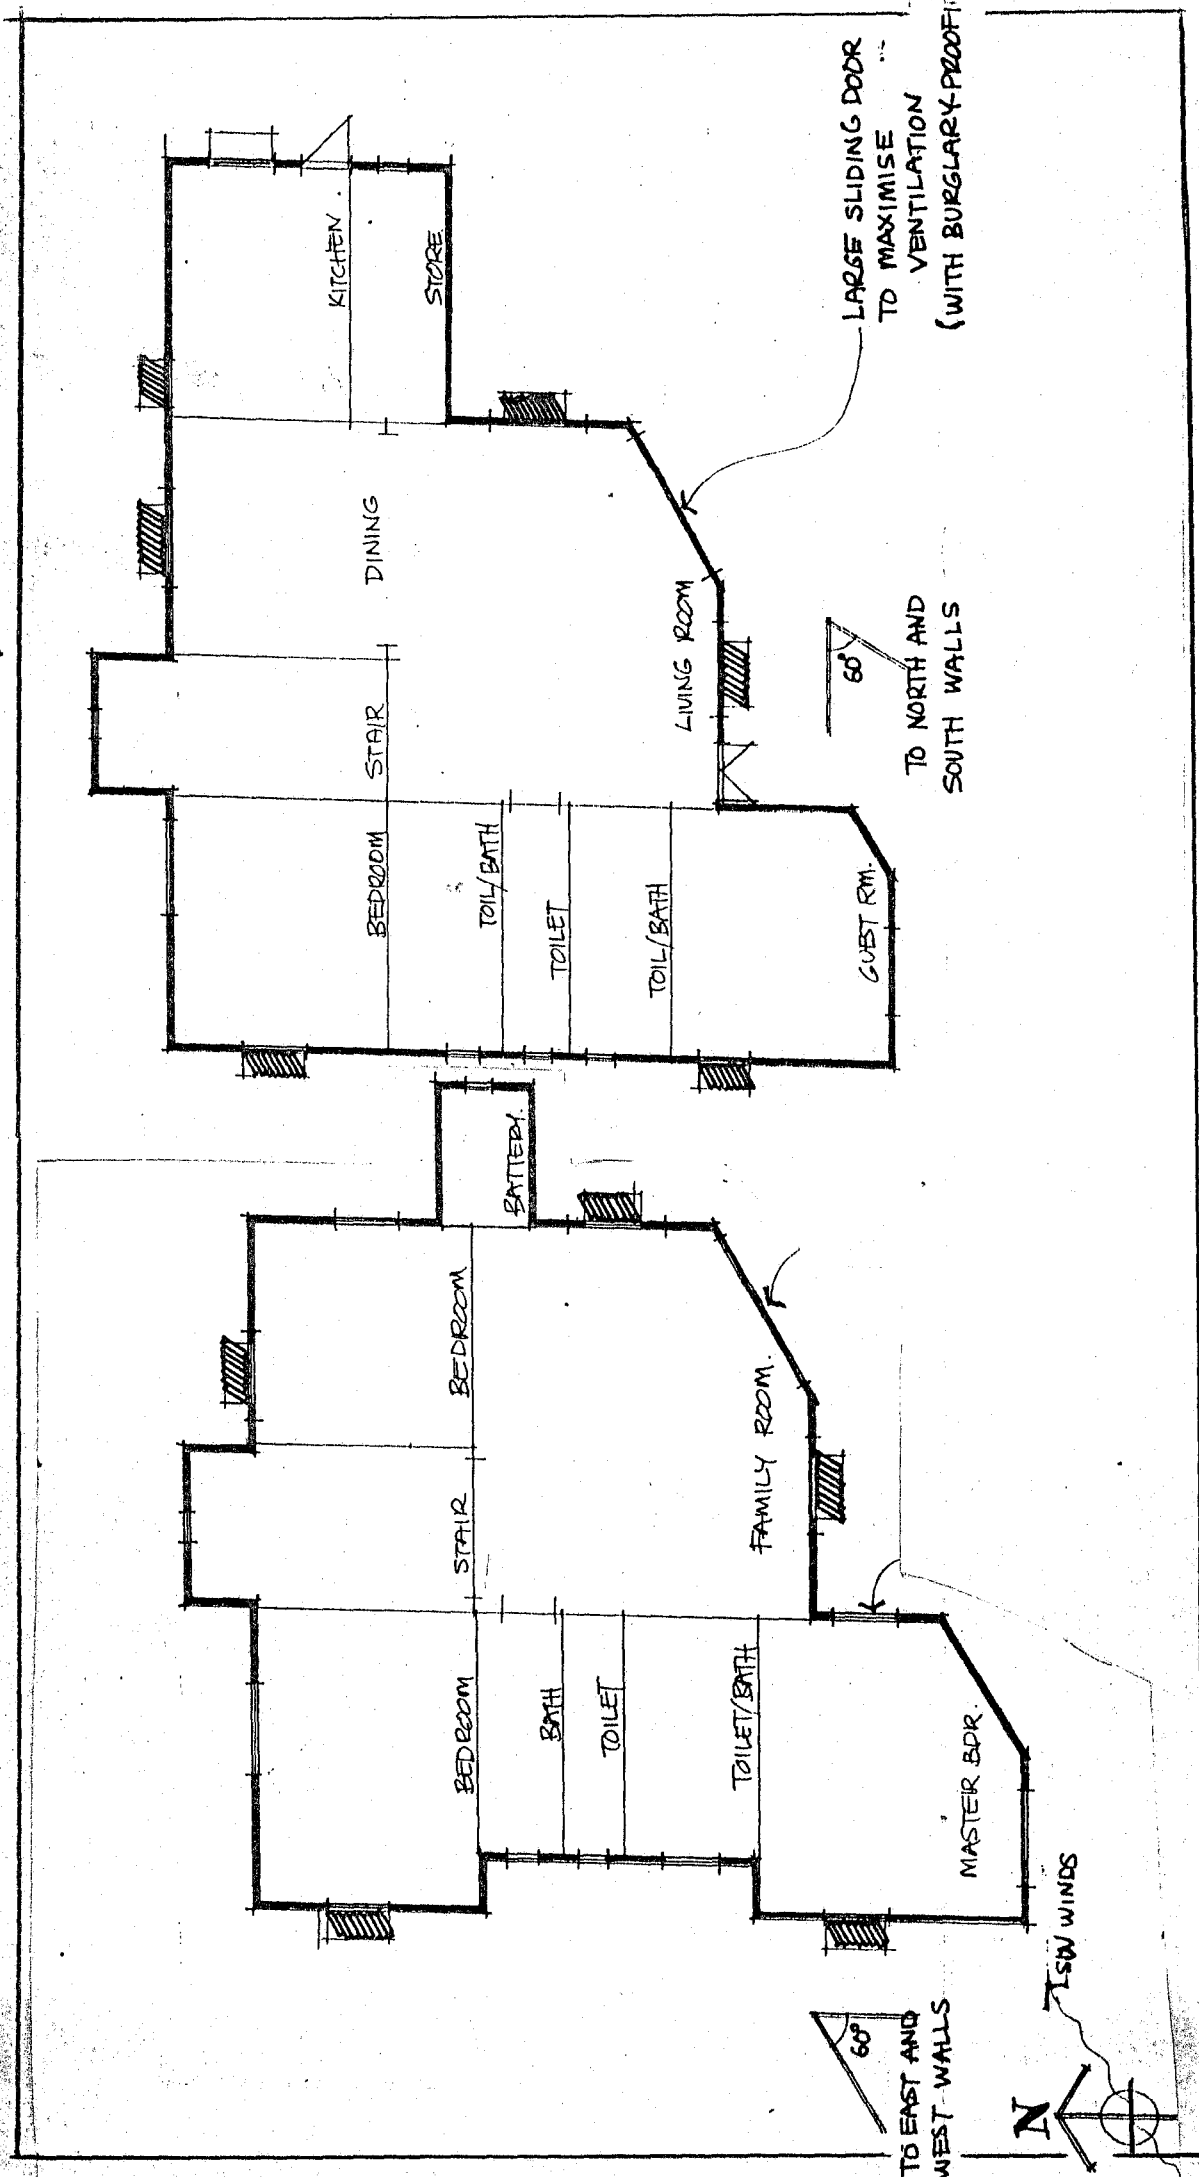 KITCHEN
STORE
DINING
STAIR
LIVING ROOM
BEDROOM
TOIL/BATH
TOILET
TOIL/BATH
GUEST RM.
LARGE SLIDING DOOR
TO MAXIMISE
VENTILATION
(WITH BURGLARY-PROOFI
60°
TO NORTH AND
SOUTH WALLS
BATTERY.
BEDROOM
STAIR
FAMILY ROOM.
BEDROOM
BATH
TOILET
TOILET/BATH
MASTER BDR.
60°
TO EAST AND
WEST WALLS
SW WINDS
N